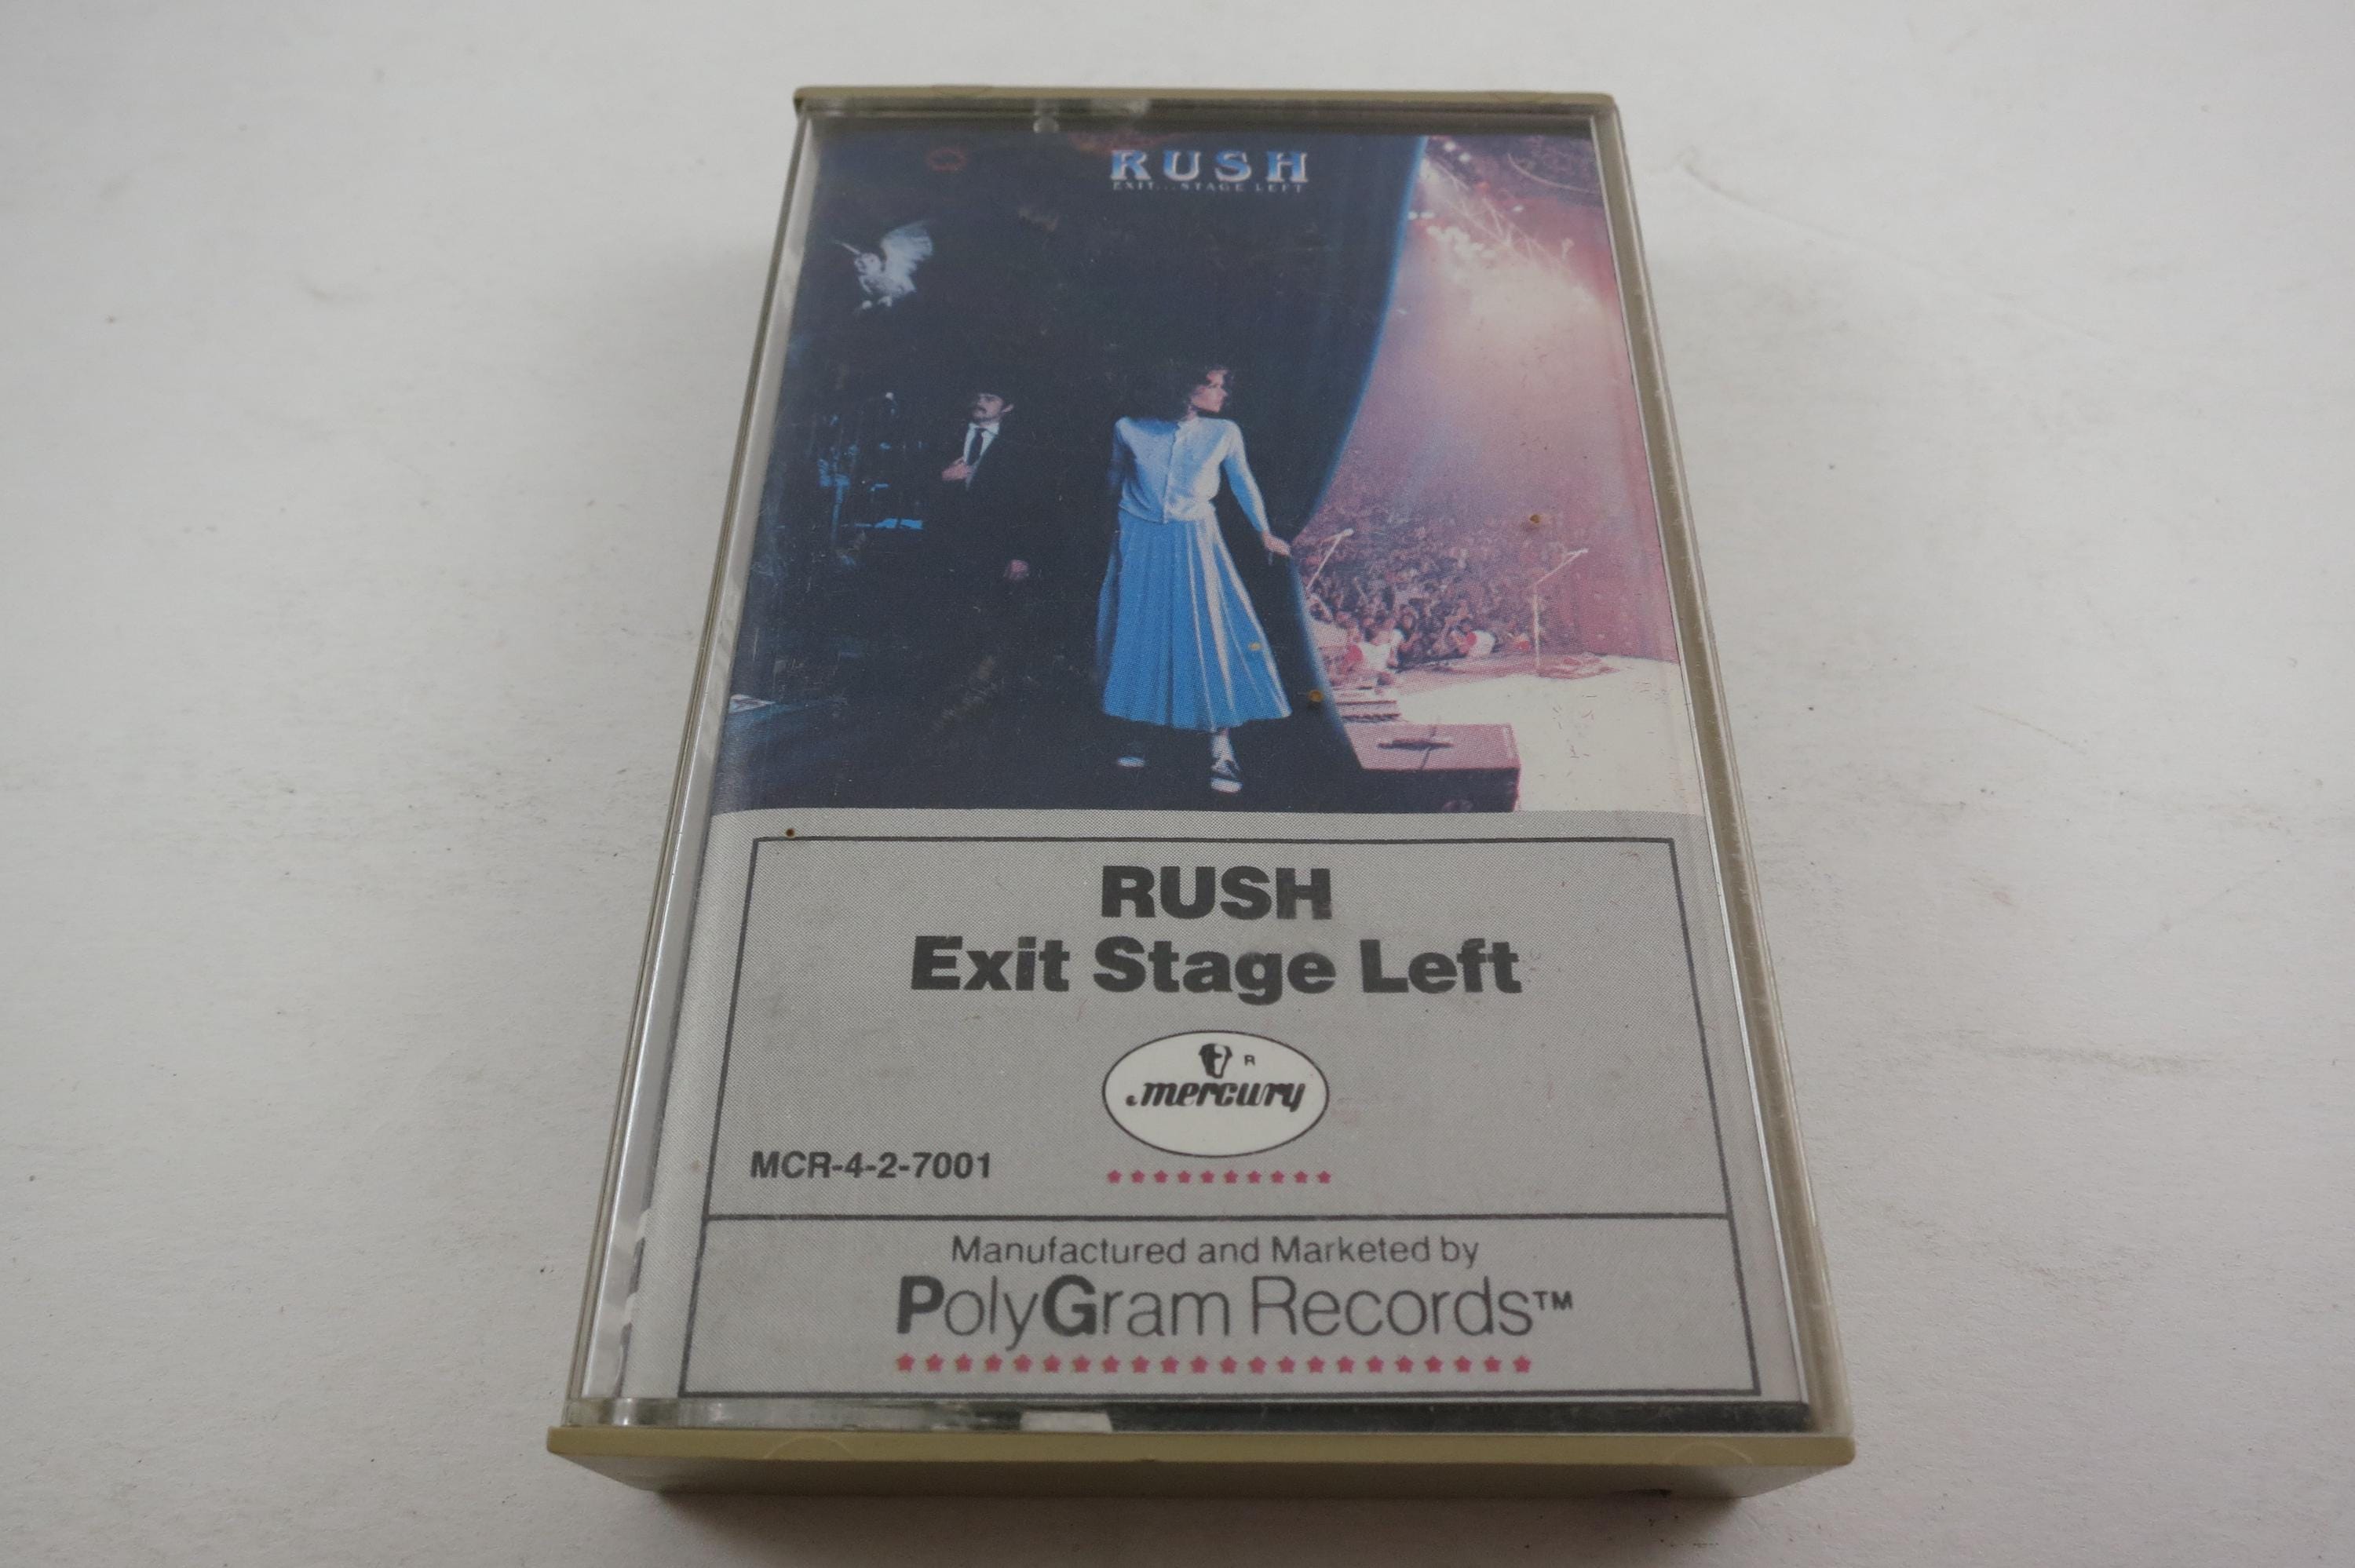 RUSH
EXIT...STAGE LEFT
RUSH
Exit Stage Left
R
mercury
MCR-4-2-7001
Manufactured and Marketed by
PolyGram Records™